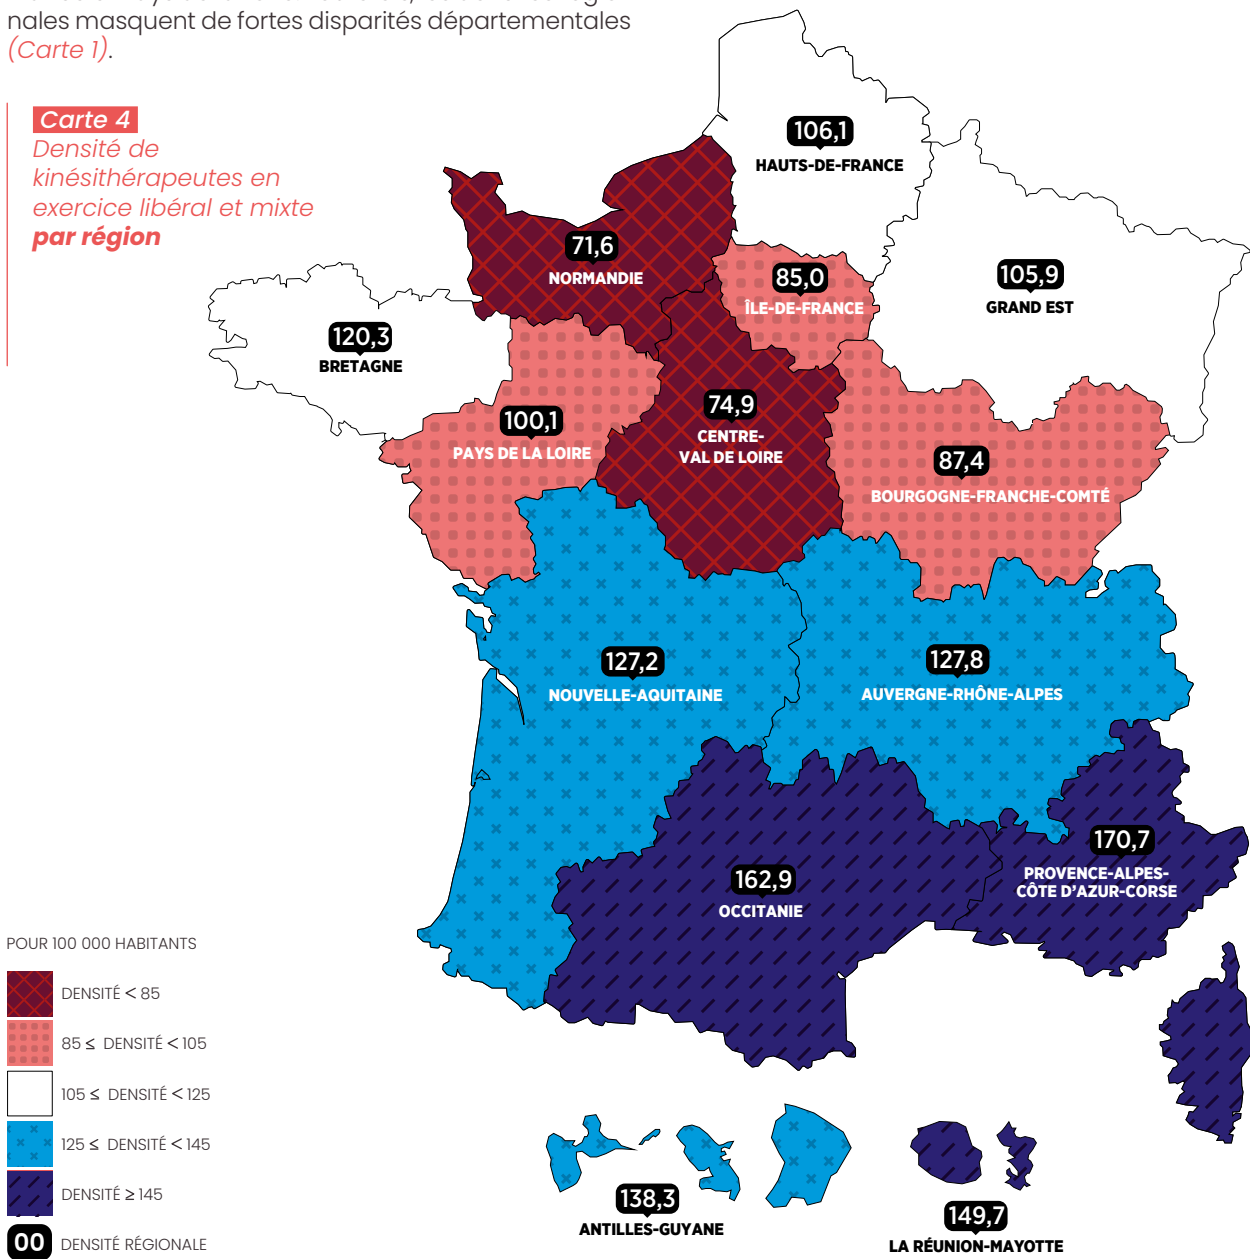 nales masquent de fortes disparités départementales
(Carte 1).
Carte 4
Densité de
kinésithérapeutes en
exercice libéral et mixte
par région
106,1
HAUTS-DE-FRANCE
71,6
NORMANDIE
85,0
ÎLE-DE-FRANCE
105,9
GRAND EST
120,3
BRETAGNE
74,9
CENTRE-
VAL DE LOIRE
100,1
PAYS DE LA LOIRE
87,4
BOURGOGNE-FRANCHE-COMTÉ
127,2
NOUVELLE-AQUITAINE
127,8
AUVERGNE-RHÔNE-ALPES
170,7
PROVENCE-ALPES-
CÔTE D'AZUR-CORSE
162,9
OCCITANIE
POUR 100 000 HABITANTS
DENSITÉ < 85
85 ≤ DENSITÉ < 105
105 ≤ DENSITÉ < 125
125 ≤ DENSITÉ < 145
DENSITÉ ≥ 145
00 DENSITÉ RÉGIONALE
138,3
ANTILLES-GUYANE
149,7
LA RÉUNION-MAYOTTE